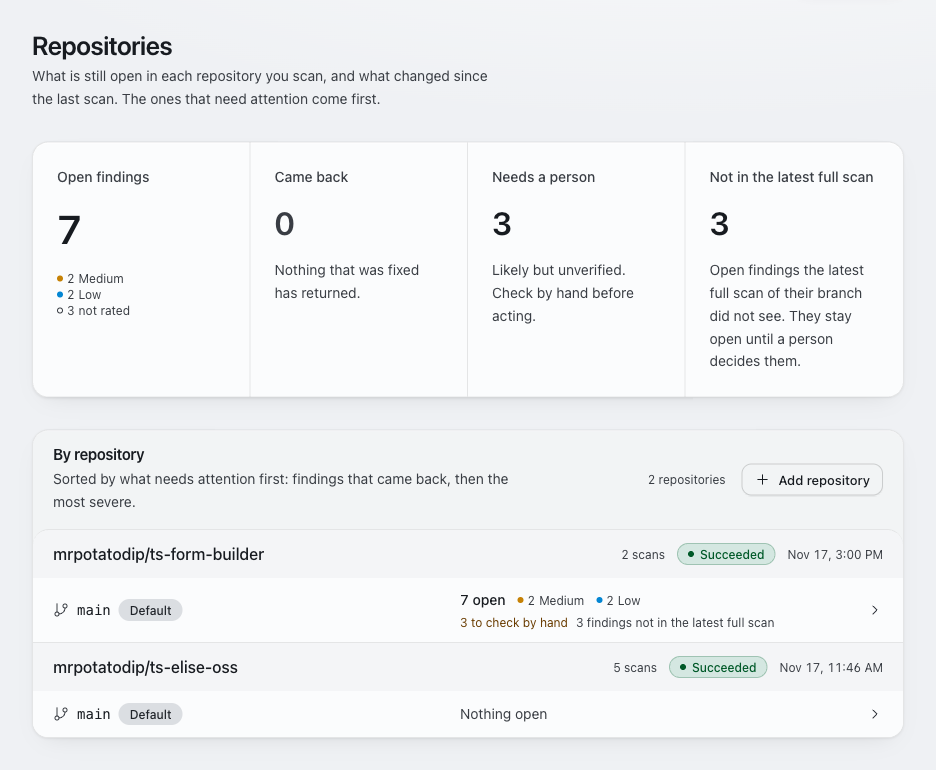 Repositories
What is still open in each repository you scan, and what changed since
the last scan. The ones that need attention come first.
Open findings
7
2 Medium
2 Low
3 not rated
Came back
0
Nothing that was fixed
has returned.
Needs a person
3
Likely but unverified.
Check by hand before
acting.
Not in the latest full scan
3
Open findings the latest
full scan of their branch
did not see. They stay
open until a person
decides them.
By repository
Sorted by what needs attention first: findings that came back, then the
most severe.
2 repositories
+ Add repository
mrpotatodip/ts-form-builder
2 scans
Succeeded
Nov 17, 3:00 PM
main
Default
7 open
2 Medium
2 Low
3 to check by hand
3 findings not in the latest full scan
mrpotatodip/ts-elise-oss
5 scans
Succeeded
Nov 17, 11:46 AM
main
Default
Nothing open